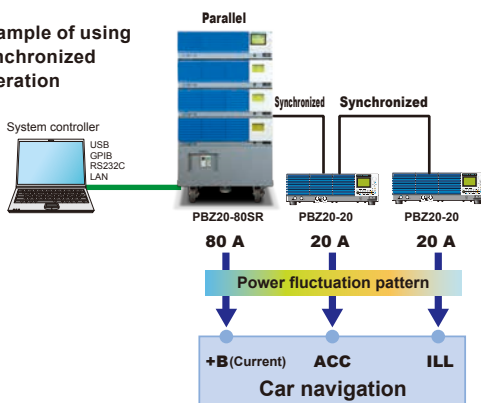 Parallel
ample of using
nchronized
eration
Synchronized
Synchronized
System controller
USB
GPIB
RS232C
LAN
PBZ20-80SR
PBZ20-20
PBZ20-20
80 A
20 A
20 A
Power fluctuation pattern
+B(Current)
ACC
ILL
Car navigation